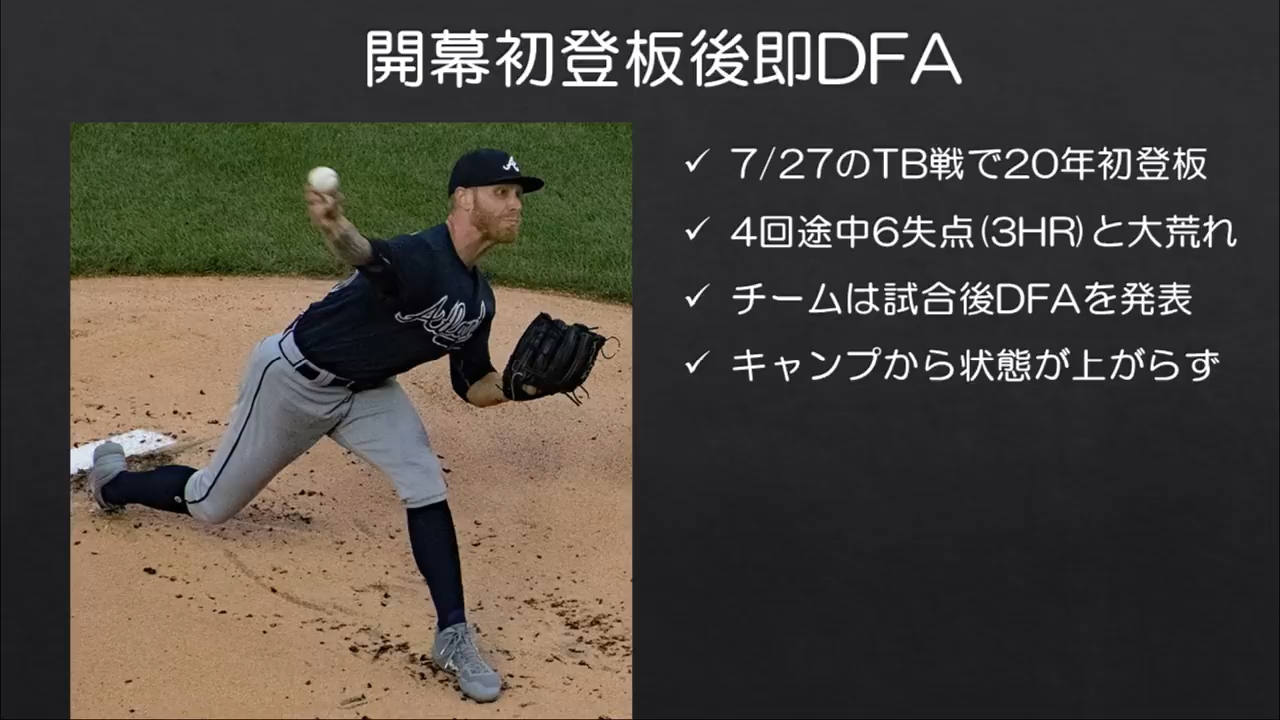 開幕初登板後即DFA
✓ 7/27のTB戦で20年初登板
✓ 4回途中6失点(3HR)と大荒れ
✓ チームは試合後DFAを発表
✓ キャンプから状態が上がらず
A
Atlanta